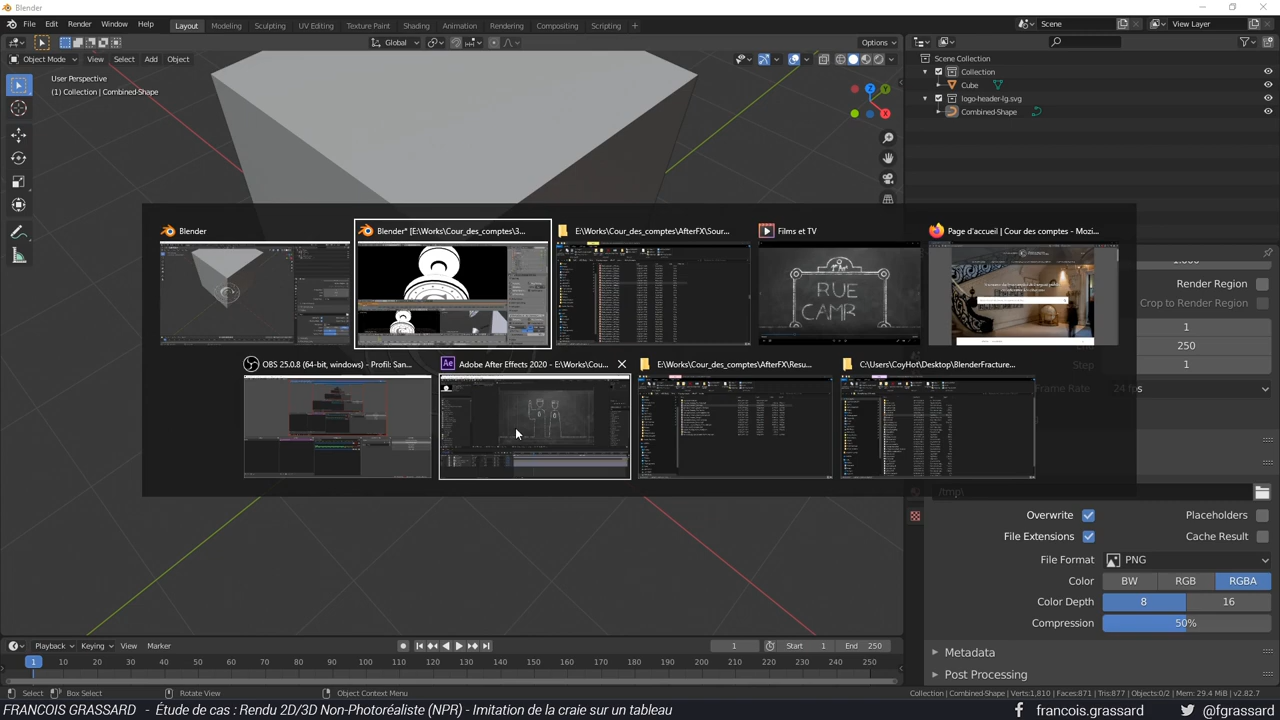 Blender
File Edit Render Window Help
Layout Modeling Sculpting UV Editing Texture Paint Shading Animation Rendering Compositing Scripting +
Scene
View Layer
Global
Options
Object Mode View Select Add Object
User Perspective
(1) Collection | Combined-Shape
Z
Y
X
Scene Collection
Collection
Cube
logo-header-lg.svg
Combined-Shape
Blender
Blender* [E:\Works\Cour_des_comptes\3...
E:\Works\Cour_des_comptes\AfterFX\Sour...
Films et TV
Page d'accueil | Cour des comptes - Mozi...
RUE
CAMB
OBS 25.0.8 (64-bit, windows) - Profil: San...
Adobe After Effects 2020 - E:\Works\Cou...
E:\Works\Cour_des_comptes\AfterFX\Resu...
C:\Users\CoyHot\Desktop\BlenderFracture...
Render Region
Crop to Render Region
1
250
Step 1
Frame Rate 24 fps
/tmp\
Overwrite
Placeholders
File Extensions
Cache Result
File Format PNG
Color BW RGB RGBA
Color Depth 8 16
Compression 50%
Metadata
Post Processing
Playback Keying View Marker
1
Start 1
End 250
1 10 20 30 40 50 60 70 80 90 100 110 120 130 140 150 160 170 180 190 200 210 220 230 240 250
Select Box Select Rotate View Object Context Menu
Collection | Combined-Shape | Verts:1,810 | Faces:871 | Tris:877 | Objects:0/2 | Mem: 29.4 MiB | v2.82.7
FRANCOIS GRASSARD - Étude de cas : Rendu 2D/3D Non-Photoréaliste (NPR) - Imitation de la craie sur un tableau
francois.grassard
@fgrassard